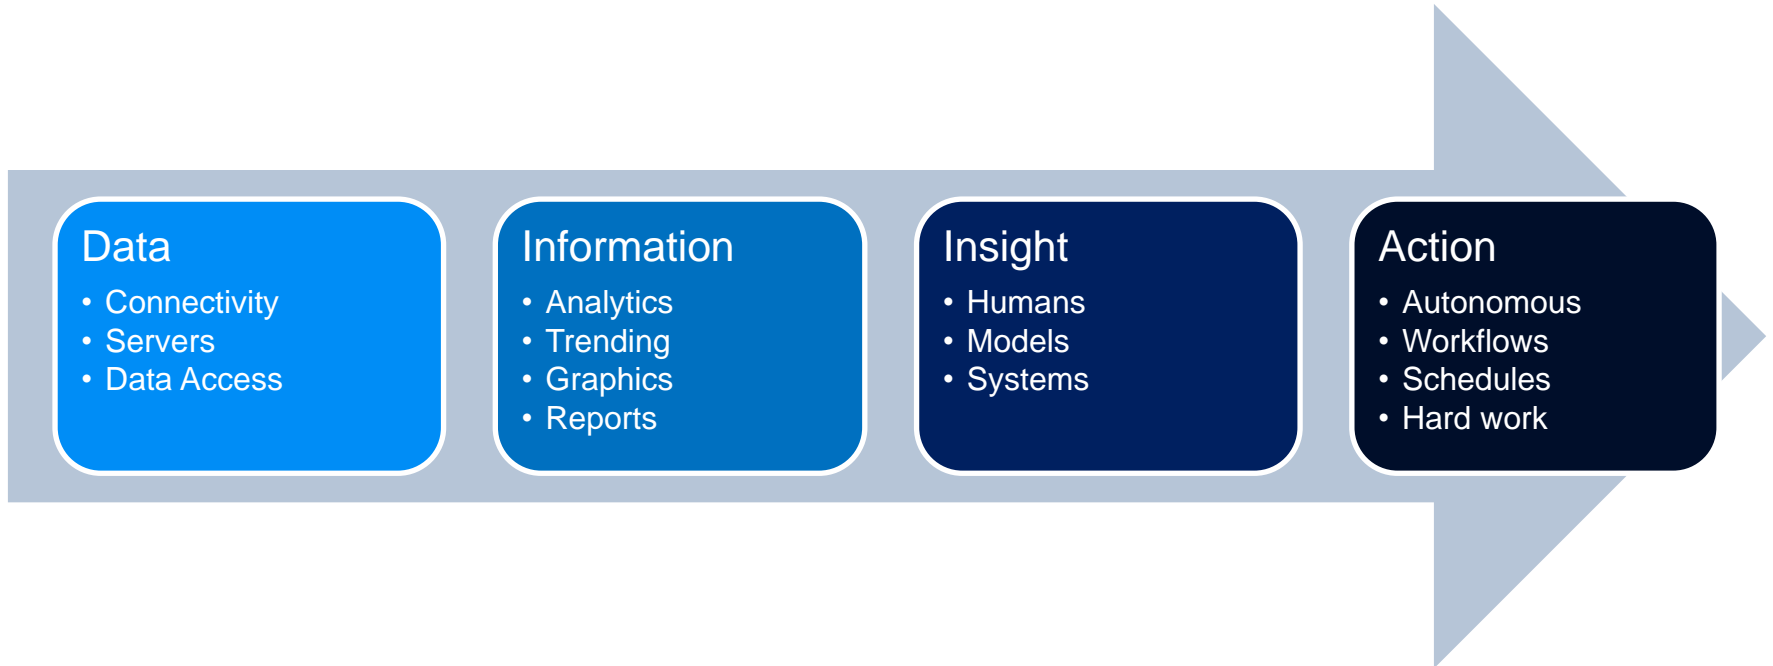 Data
• Connectivity
• Servers
• Data Access
Information
• Analytics
• Trending
• Graphics
• Reports
Insight
• Humans
• Models
• Systems
Action
• Autonomous
• Workflows
• Schedules
• Hard work